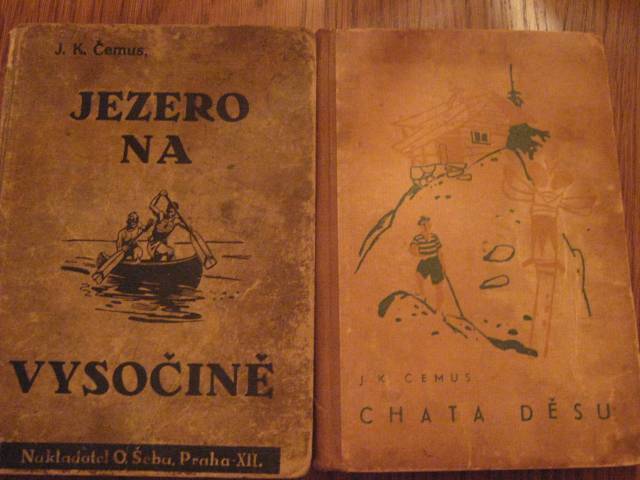 J. K. Čemus.
JEZERO
NA
VYSOČINĚ
Nakladatel O. Šeba, Praha-XII.
J. K. ČEMUS
CHATA DĚSU